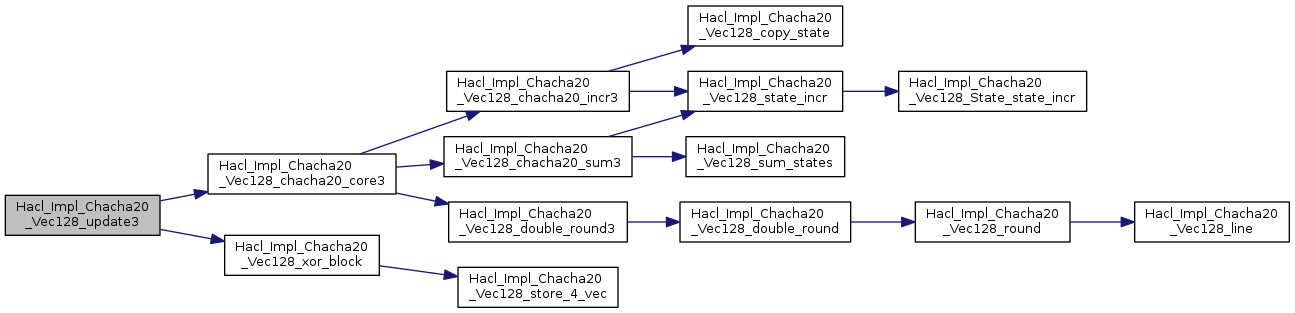 Hacl_Impl_Chacha20
_Vec128_copy_state
Hacl_Impl_Chacha20
_Vec128_chacha20_incr3
Hacl_Impl_Chacha20
_Vec128_state_incr
Hacl_Impl_Chacha20
_Vec128_State_state_incr
Hacl_Impl_Chacha20
_Vec128_chacha20_sum3
Hacl_Impl_Chacha20
_Vec128_sum_states
Hacl_Impl_Chacha20
_Vec128_chacha20_core3
Hacl_Impl_Chacha20
_Vec128_update3
Hacl_Impl_Chacha20
_Vec128_double_round3
Hacl_Impl_Chacha20
_Vec128_double_round
Hacl_Impl_Chacha20
_Vec128_round
Hacl_Impl_Chacha20
_Vec128_line
Hacl_Impl_Chacha20
_Vec128_xor_block
Hacl_Impl_Chacha20
_Vec128_store_4_vec